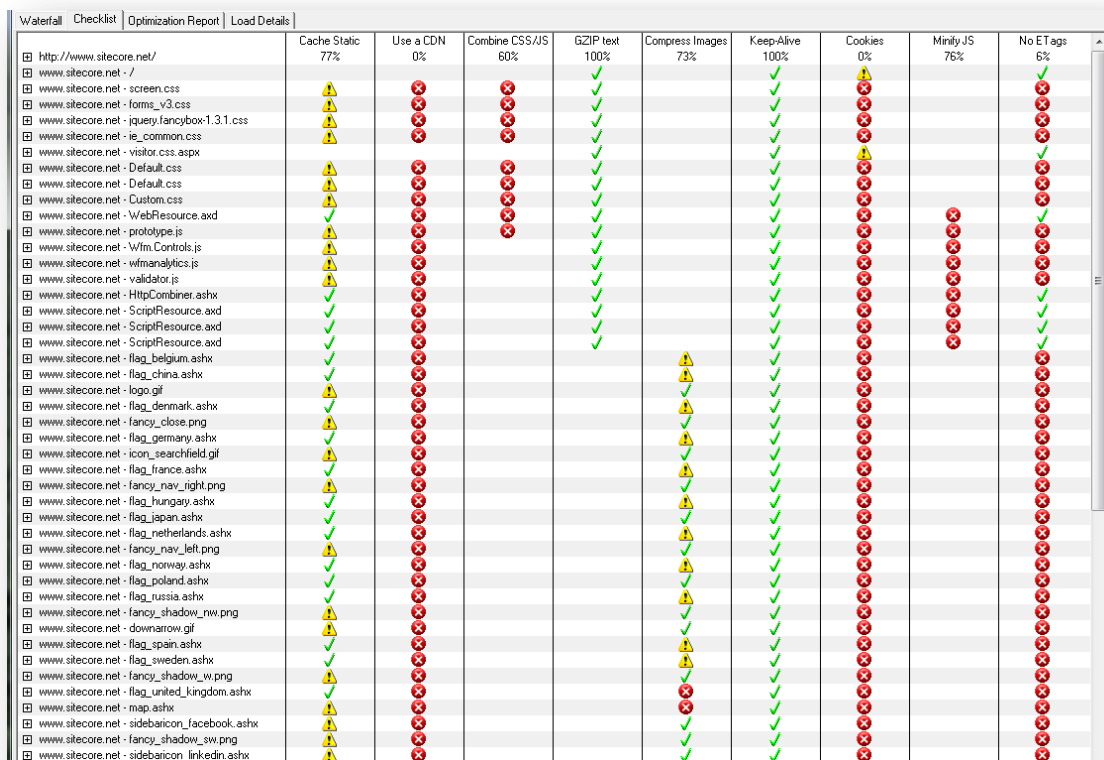 Waterfall Checklist Optimization Report Load Details
Cache Static Use a CDN Combine CSS/JS GZIP text Compress Images Keep-Alive Cookies Minify JS No ETags
http://www.sitecore.net/ 77% 0% 60% 100% 73% 100% 0% 76% 6%
www.sitecore.net - /
www.sitecore.net - screen.css
www.sitecore.net - forms_v3.css
www.sitecore.net - jquery.fancybox-1.3.1.css
www.sitecore.net - ie_common.css
www.sitecore.net - visitor.css.aspx
www.sitecore.net - Default.css
www.sitecore.net - Default.css
www.sitecore.net - Custom.css
www.sitecore.net - WebResource.axd
www.sitecore.net - prototype.js
www.sitecore.net - Wfm.Controls.js
www.sitecore.net - wfmanalytics.js
www.sitecore.net - validator.js
www.sitecore.net - HttpCombiner.ashx
www.sitecore.net - ScriptResource.axd
www.sitecore.net - ScriptResource.axd
www.sitecore.net - ScriptResource.axd
www.sitecore.net - flag_belgium.ashx
www.sitecore.net - flag_china.ashx
www.sitecore.net - logo.gif
www.sitecore.net - flag_denmark.ashx
www.sitecore.net - fancy_close.png
www.sitecore.net - flag_germany.ashx
www.sitecore.net - icon_searchfield.gif
www.sitecore.net - flag_france.ashx
www.sitecore.net - fancy_nav_right.png
www.sitecore.net - flag_hungary.ashx
www.sitecore.net - flag_japan.ashx
www.sitecore.net - flag_netherlands.ashx
www.sitecore.net - fancy_nav_left.png
www.sitecore.net - flag_norway.ashx
www.sitecore.net - flag_poland.ashx
www.sitecore.net - flag_russia.ashx
www.sitecore.net - fancy_shadow_nw.png
www.sitecore.net - downarrow.gif
www.sitecore.net - flag_spain.ashx
www.sitecore.net - flag_sweden.ashx
www.sitecore.net - fancy_shadow_w.png
www.sitecore.net - flag_united_kingdom.ashx
www.sitecore.net - map.ashx
www.sitecore.net - sidebaricon_facebook.ashx
www.sitecore.net - fancy_shadow_sw.png
www.sitecore.net - sidebaricon_linkedin.ashx